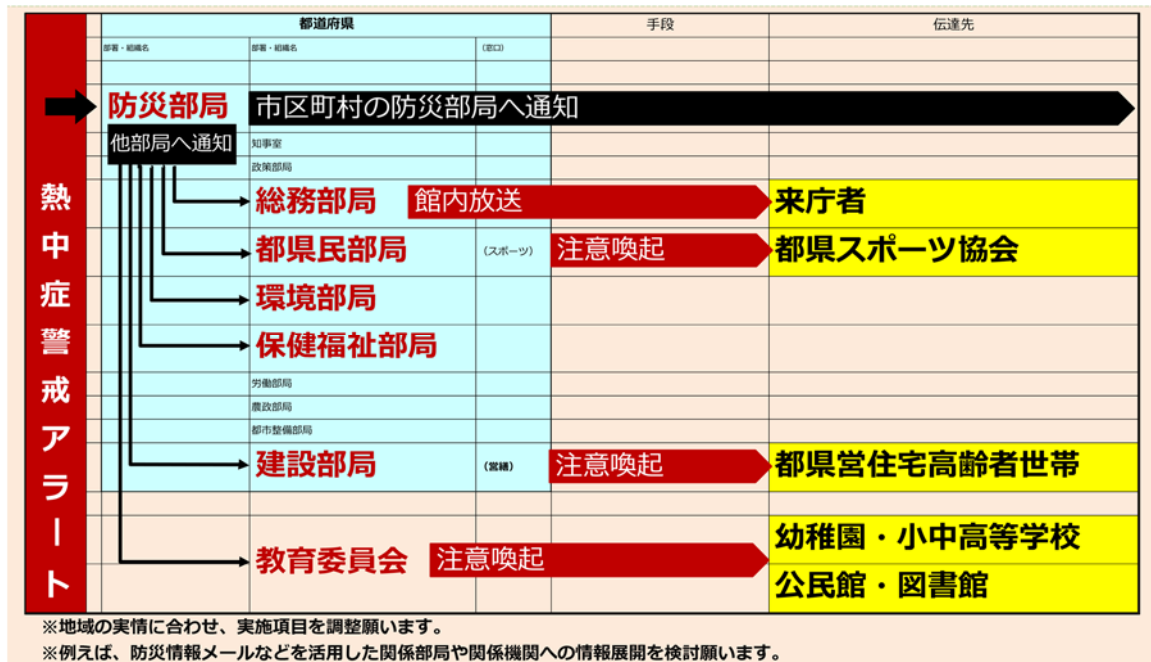 都道府県
手段
伝達先
部署・組織名
部署・組織名
（窓口）
防災部局
市区町村の防災部局へ通知
他部局へ通知
知事室
政策部局
総務部局
館内放送
来庁者
都県民部局
（スポーツ）
注意喚起
都県スポーツ協会
環境部局
保健福祉部局
労働部局
農政部局
都市整備部局
建設部局
（営繕）
注意喚起
都県営住宅高齢者世帯
教育委員会
注意喚起
幼稚園・小中高等学校
公民館・図書館
熱中症警戒アラート
※地域の実情に合わせ、実施項目を調整願います。
※例えば、防災情報メールなどを活用した関係部局や関係機関への情報展開を検討願います。